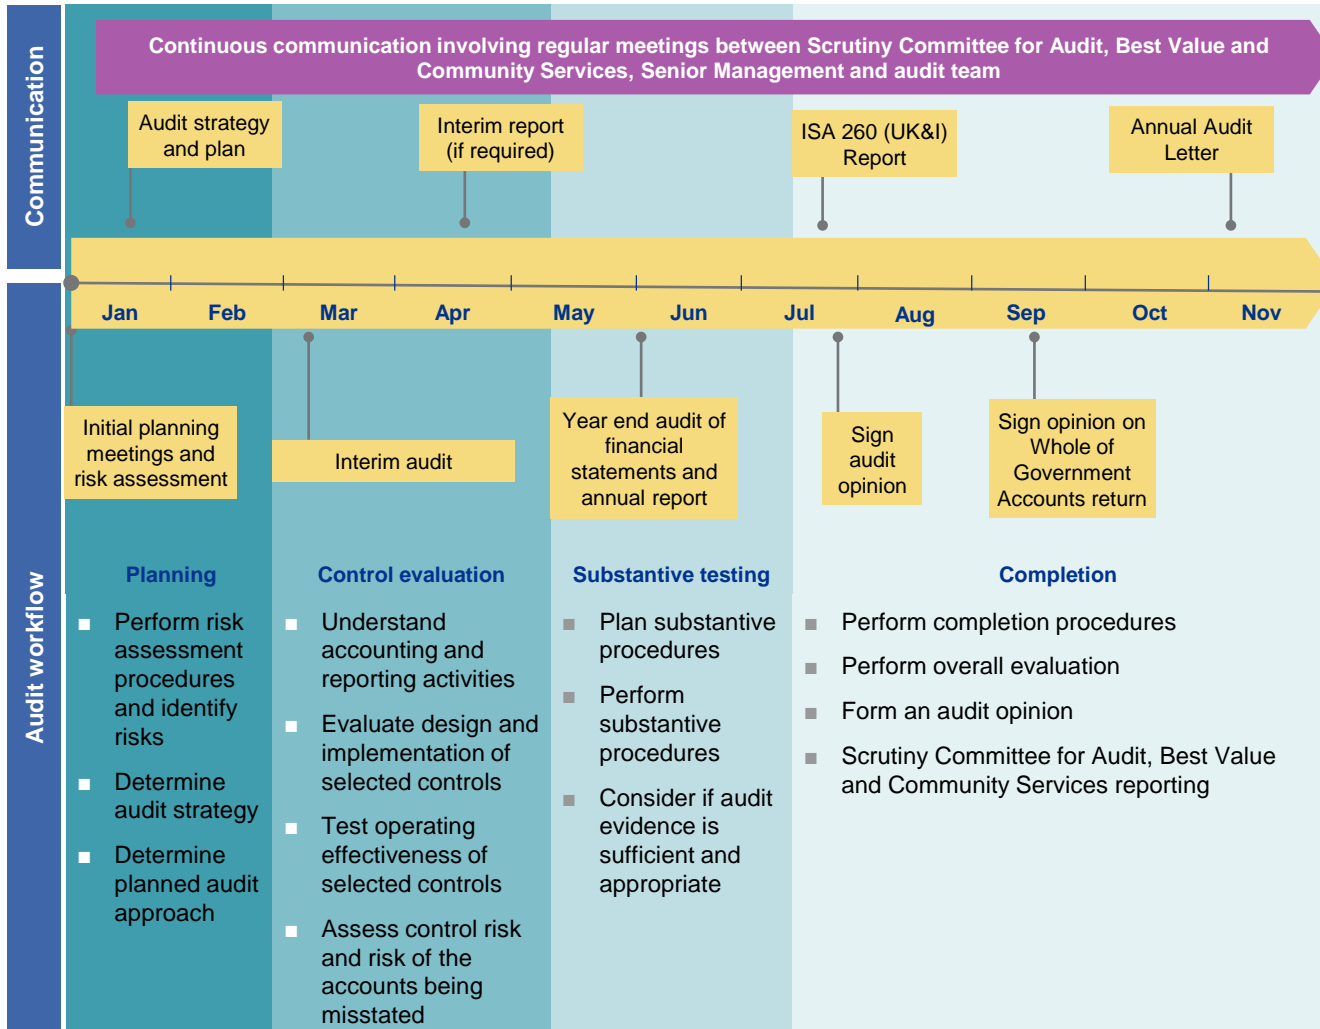 Communication
Continuous communication involving regular meetings between Scrutiny Committee for Audit, Best Value and
Community Services, Senior Management and audit team
Audit strategy
and plan
Interim report
(if required)
ISA 260 (UK&I)
Report
Annual Audit
Letter
Jan
Feb
Mar
Apr
May
Jun
Jul
Aug
Sep
Oct
Nov
Audit workflow
Initial planning
meetings and
risk assessment
Interim audit
Year end audit of
financial
statements and
annual report
Sign
audit
opinion
Sign opinion on
Whole of
Government
Accounts return
Planning
■ Perform risk
assessment
procedures
and identify
risks
■ Determine
audit strategy
■ Determine
planned audit
approach
Control evaluation
■ Understand
accounting and
reporting activities
■ Evaluate design and
implementation of
selected controls
■ Test operating
effectiveness of
selected controls
■ Assess control risk
and risk of the
accounts being
misstated
Substantive testing
■ Plan substantive
procedures
■ Perform
substantive
procedures
■ Consider if audit
evidence is
sufficient and
appropriate
Completion
■ Perform completion procedures
■ Perform overall evaluation
■ Form an audit opinion
■ Scrutiny Committee for Audit, Best Value
and Community Services reporting